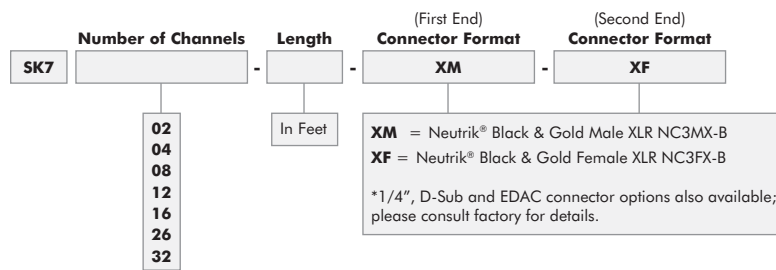 (First End)
(Second End)
Number of Channels
Length
Connector Format
Connector Format
SK7
-
-
XM
-
XF
02
04
08
12
16
26
32
In Feet
XM = Neutrik® Black & Gold Male XLR NC3MX-B
XF = Neutrik® Black & Gold Female XLR NC3FX-B
*1/4”, D-Sub and EDAC connector options also available;
please consult factory for details.